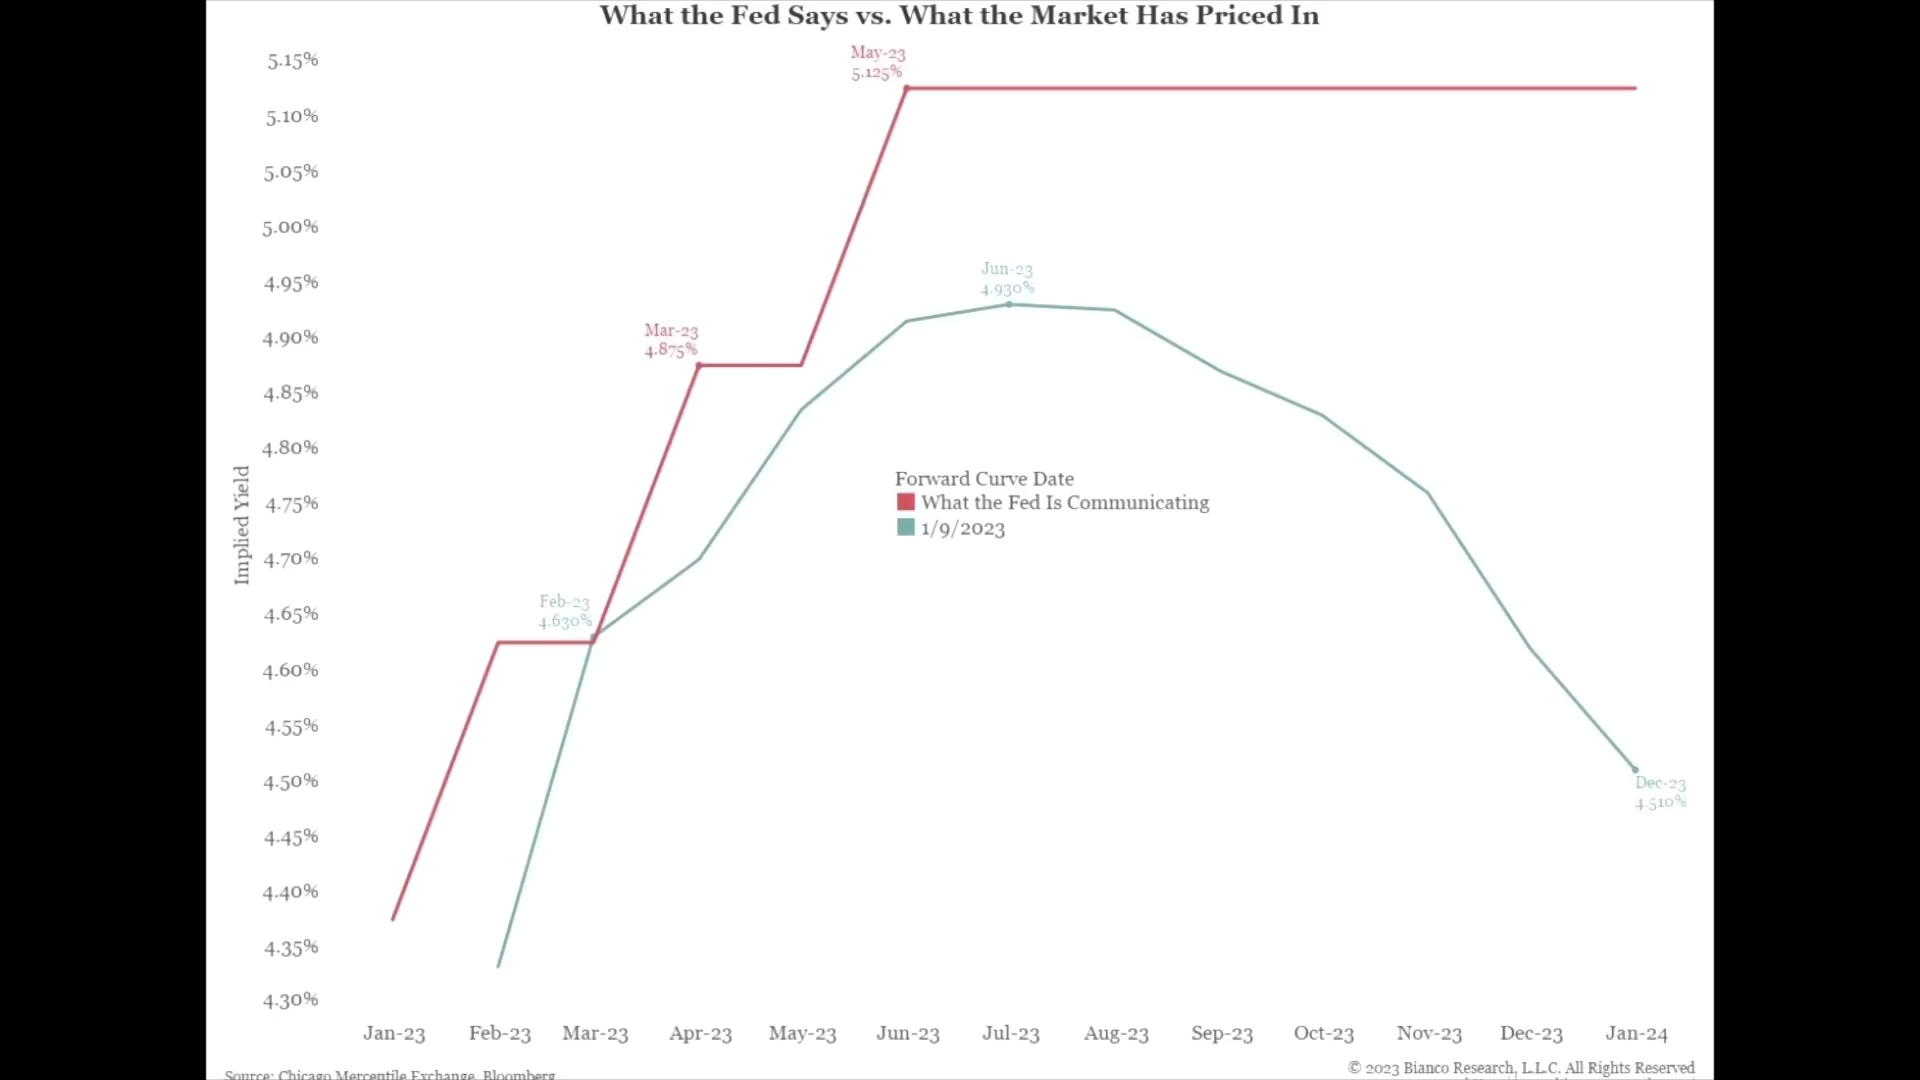 What the Fed Says vs. What the Market Has Priced In
5.15%
5.10%
5.05%
5.00%
4.95%
4.90%
4.85%
4.80%
4.75%
4.70%
4.65%
4.60%
4.55%
4.50%
4.45%
4.40%
4.35%
4.30%
Implied Yield
May-23
5.125%
Jun-23
4.930%
Mar-23
4.875%
Feb-23
4.630%
Dec-23
4.510%
Forward Curve Date
What the Fed Is Communicating
1/9/2023
Jan-23 Feb-23 Mar-23 Apr-23 May-23 Jun-23 Jul-23 Aug-23 Sep-23 Oct-23 Nov-23 Dec-23 Jan-24
Source: Chicago Mercentile Exchange, Bloomberg
© 2023 Bianco Research, L.L.C. All Rights Reserved